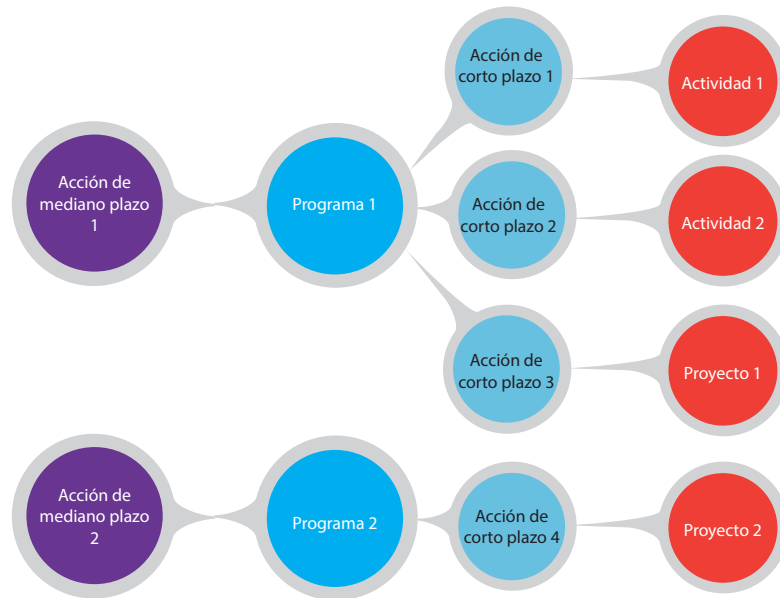 Acción de
mediano plazo
1
Programa 1
Acción de
corto plazo 1
Actividad 1
Acción de
corto plazo 2
Actividad 2
Acción de
corto plazo 3
Proyecto 1
Acción de
mediano plazo
2
Programa 2
Acción de
corto plazo 4
Proyecto 2